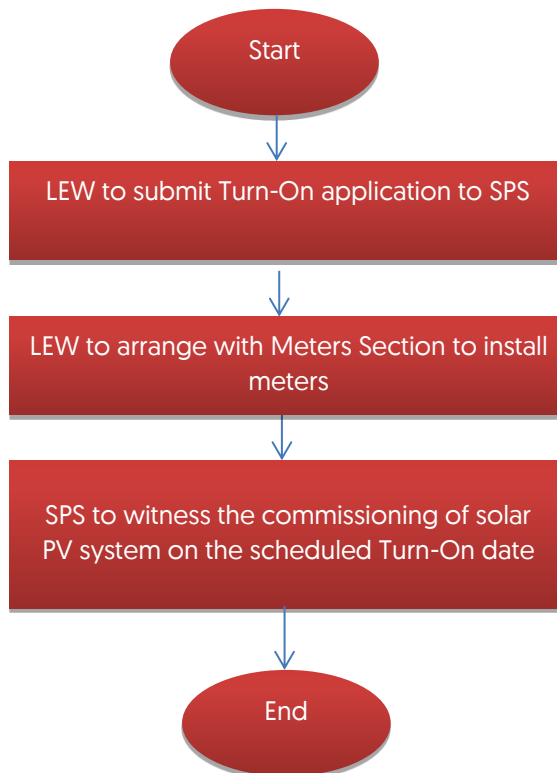 Start
LEW to submit Turn-On application to SPS
LEW to arrange with Meters Section to install
meters
SPS to witness the commissioning of solar
PV system on the scheduled Turn-On date
End